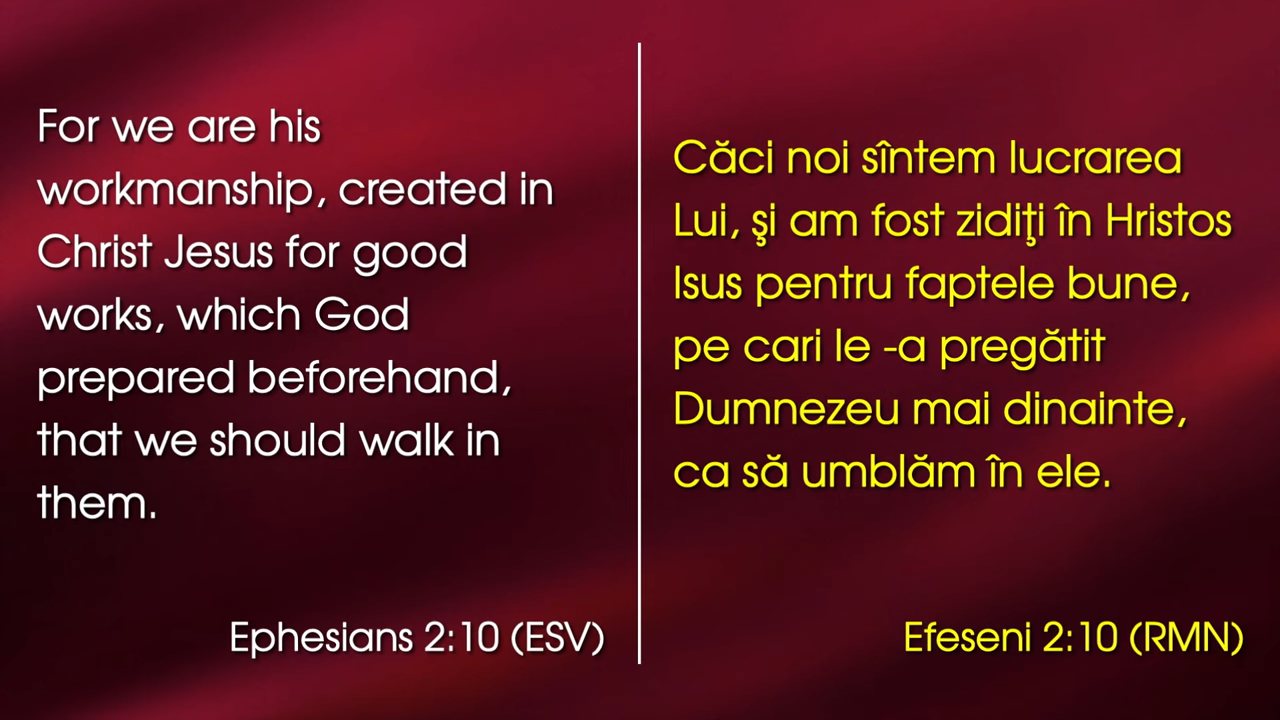 For we are his
workmanship, created in
Christ Jesus for good
works, which God
prepared beforehand,
that we should walk in
them.
Ephesians 2:10 (ESV)
Căci noi sîntem lucrarea
Lui, şi am fost zidiţi în Hristos
Isus pentru faptele bune,
pe cari le -a pregătit
Dumnezeu mai dinainte,
ca să umblăm în ele.
Efeseni 2:10 (RMN)